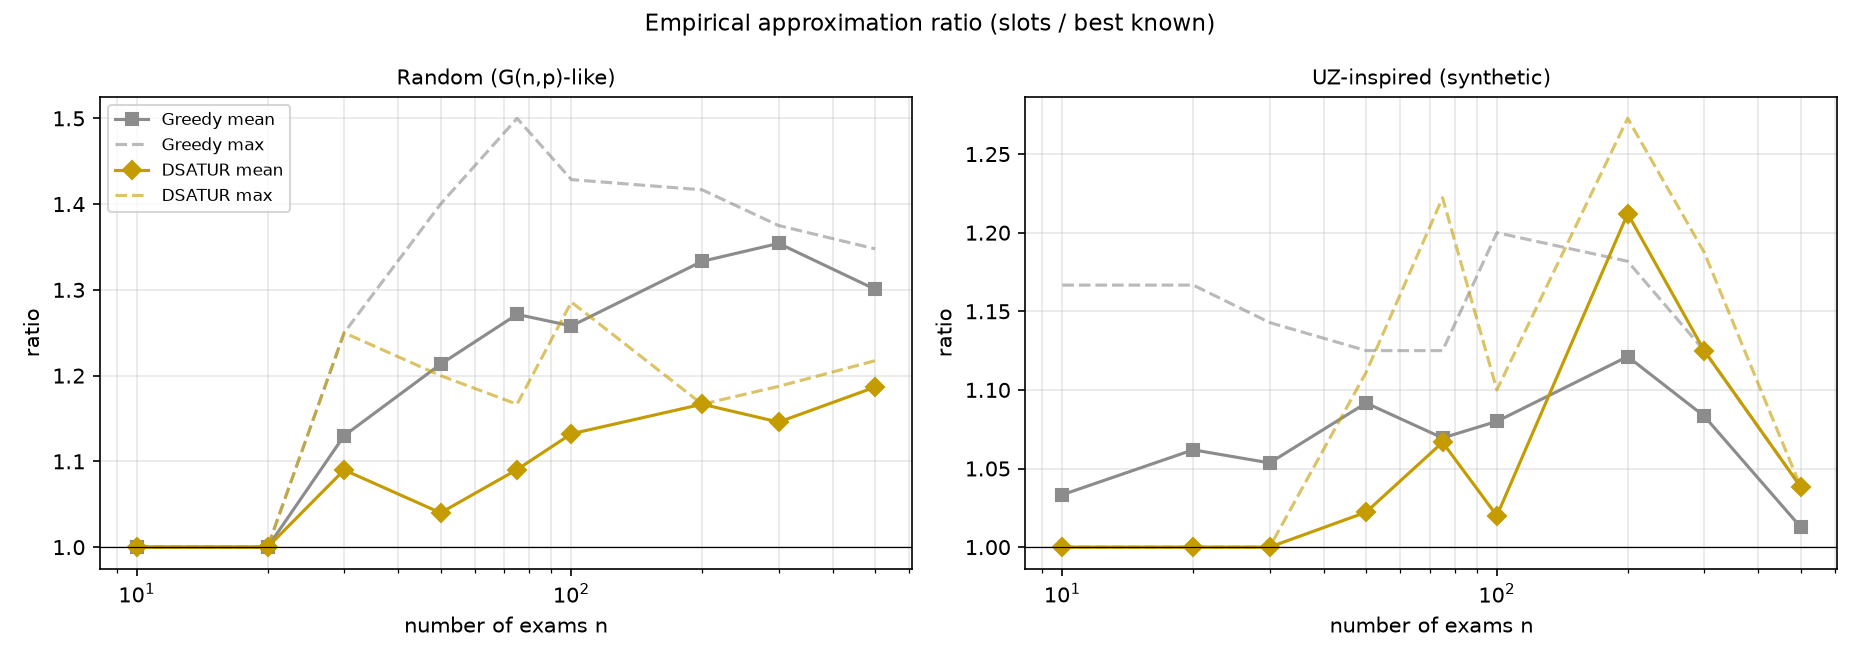 Empirical approximation ratio (slots / best known)
Random (G(n,p)-like)
ratio
1.5
1.4
1.3
1.2
1.1
1.0
Greedy mean
Greedy max
DSATUR mean
DSATUR max
10¹
10²
number of exams n
UZ-inspired (synthetic)
ratio
1.25
1.20
1.15
1.10
1.05
1.00
10¹
10²
number of exams n